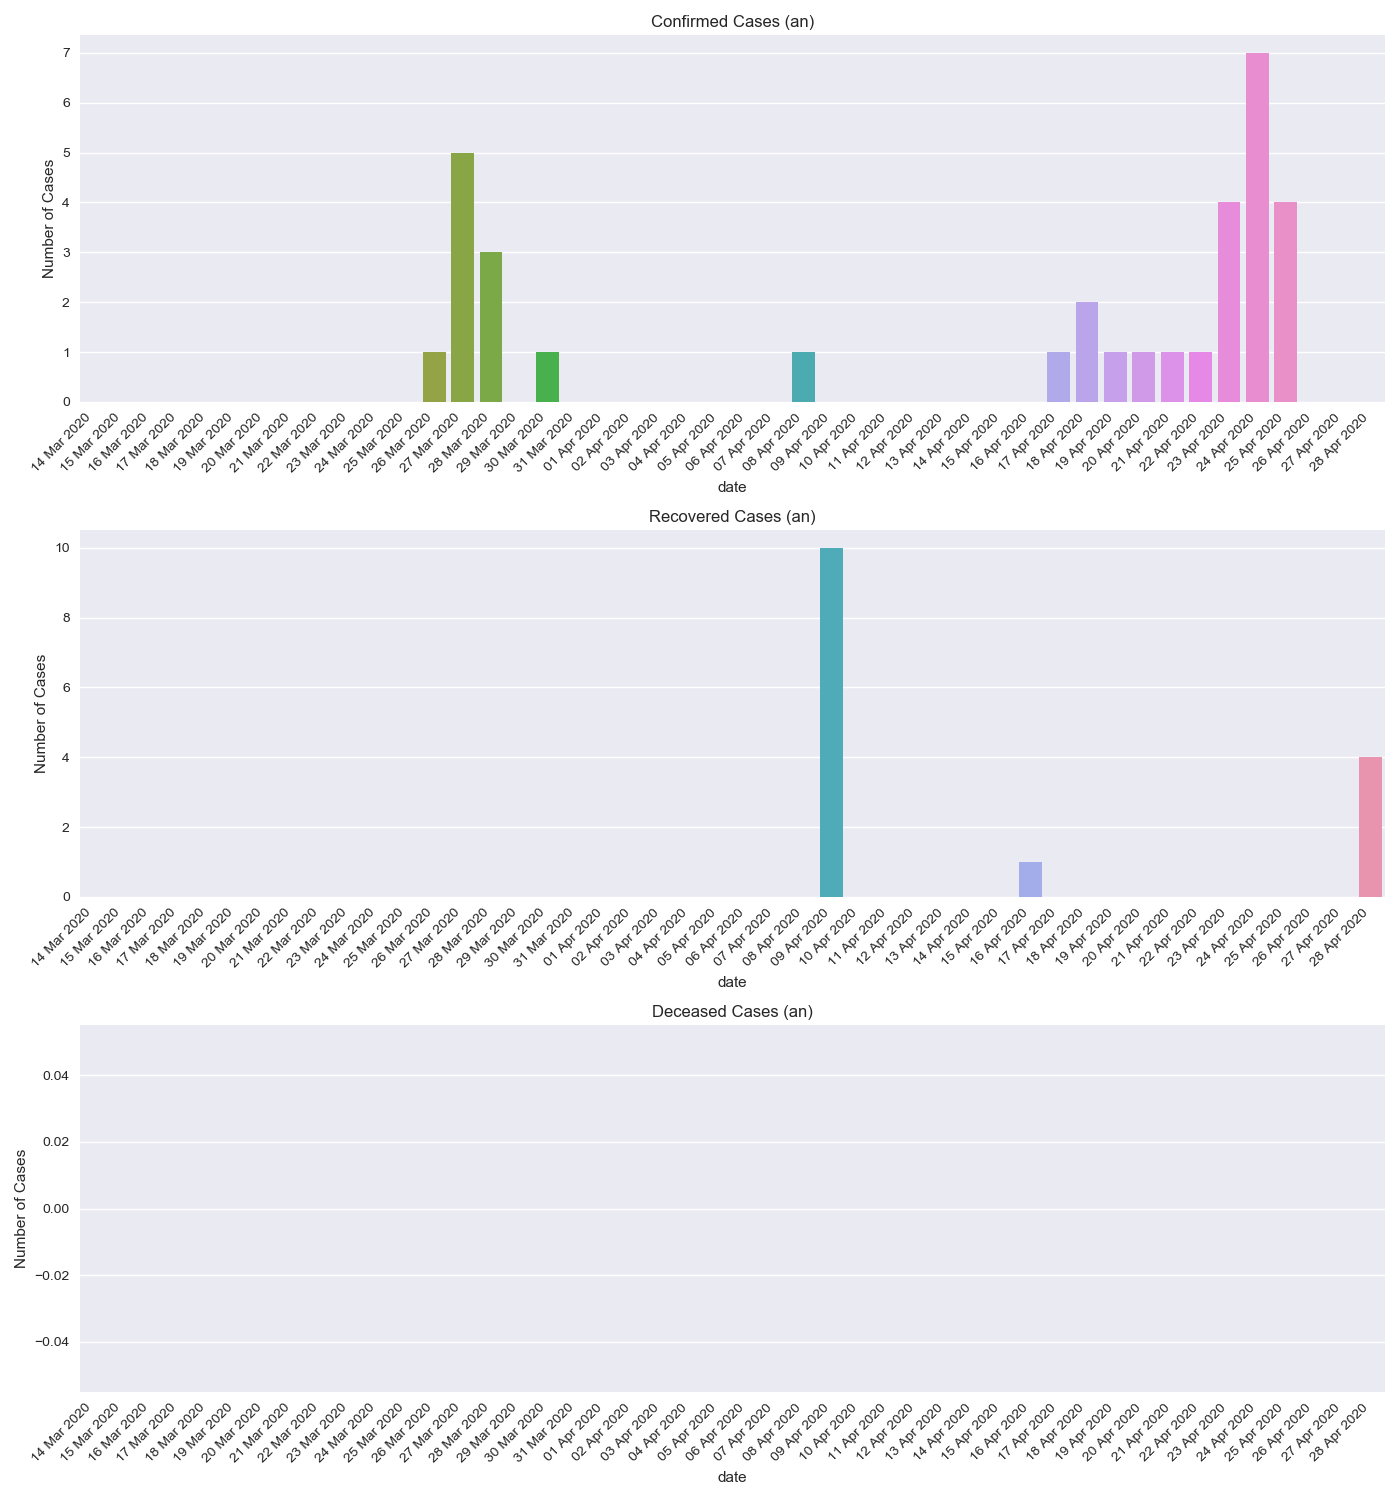 Confirmed Cases (an)
7
6
5
4
3
2
1
0
Number of Cases
14 Mar 2020
15 Mar 2020
16 Mar 2020
17 Mar 2020
18 Mar 2020
19 Mar 2020
20 Mar 2020
21 Mar 2020
22 Mar 2020
23 Mar 2020
24 Mar 2020
25 Mar 2020
26 Mar 2020
27 Mar 2020
28 Mar 2020
29 Mar 2020
30 Mar 2020
31 Mar 2020
01 Apr 2020
02 Apr 2020
03 Apr 2020
04 Apr 2020
05 Apr 2020
06 Apr 2020
07 Apr 2020
08 Apr 2020
09 Apr 2020
10 Apr 2020
11 Apr 2020
12 Apr 2020
13 Apr 2020
14 Apr 2020
15 Apr 2020
16 Apr 2020
17 Apr 2020
18 Apr 2020
19 Apr 2020
20 Apr 2020
21 Apr 2020
22 Apr 2020
23 Apr 2020
24 Apr 2020
25 Apr 2020
26 Apr 2020
27 Apr 2020
28 Apr 2020
date
Recovered Cases (an)
10
8
6
4
2
0
Number of Cases
14 Mar 2020
15 Mar 2020
16 Mar 2020
17 Mar 2020
18 Mar 2020
19 Mar 2020
20 Mar 2020
21 Mar 2020
22 Mar 2020
23 Mar 2020
24 Mar 2020
25 Mar 2020
26 Mar 2020
27 Mar 2020
28 Mar 2020
29 Mar 2020
30 Mar 2020
31 Mar 2020
01 Apr 2020
02 Apr 2020
03 Apr 2020
04 Apr 2020
05 Apr 2020
06 Apr 2020
07 Apr 2020
08 Apr 2020
09 Apr 2020
10 Apr 2020
11 Apr 2020
12 Apr 2020
13 Apr 2020
14 Apr 2020
15 Apr 2020
16 Apr 2020
17 Apr 2020
18 Apr 2020
19 Apr 2020
20 Apr 2020
21 Apr 2020
22 Apr 2020
23 Apr 2020
24 Apr 2020
25 Apr 2020
26 Apr 2020
27 Apr 2020
28 Apr 2020
date
Deceased Cases (an)
0.04
0.02
0.00
−0.02
−0.04
Number of Cases
14 Mar 2020
15 Mar 2020
16 Mar 2020
17 Mar 2020
18 Mar 2020
19 Mar 2020
20 Mar 2020
21 Mar 2020
22 Mar 2020
23 Mar 2020
24 Mar 2020
25 Mar 2020
26 Mar 2020
27 Mar 2020
28 Mar 2020
29 Mar 2020
30 Mar 2020
31 Mar 2020
01 Apr 2020
02 Apr 2020
03 Apr 2020
04 Apr 2020
05 Apr 2020
06 Apr 2020
07 Apr 2020
08 Apr 2020
09 Apr 2020
10 Apr 2020
11 Apr 2020
12 Apr 2020
13 Apr 2020
14 Apr 2020
15 Apr 2020
16 Apr 2020
17 Apr 2020
18 Apr 2020
19 Apr 2020
20 Apr 2020
21 Apr 2020
22 Apr 2020
23 Apr 2020
24 Apr 2020
25 Apr 2020
26 Apr 2020
27 Apr 2020
28 Apr 2020
date